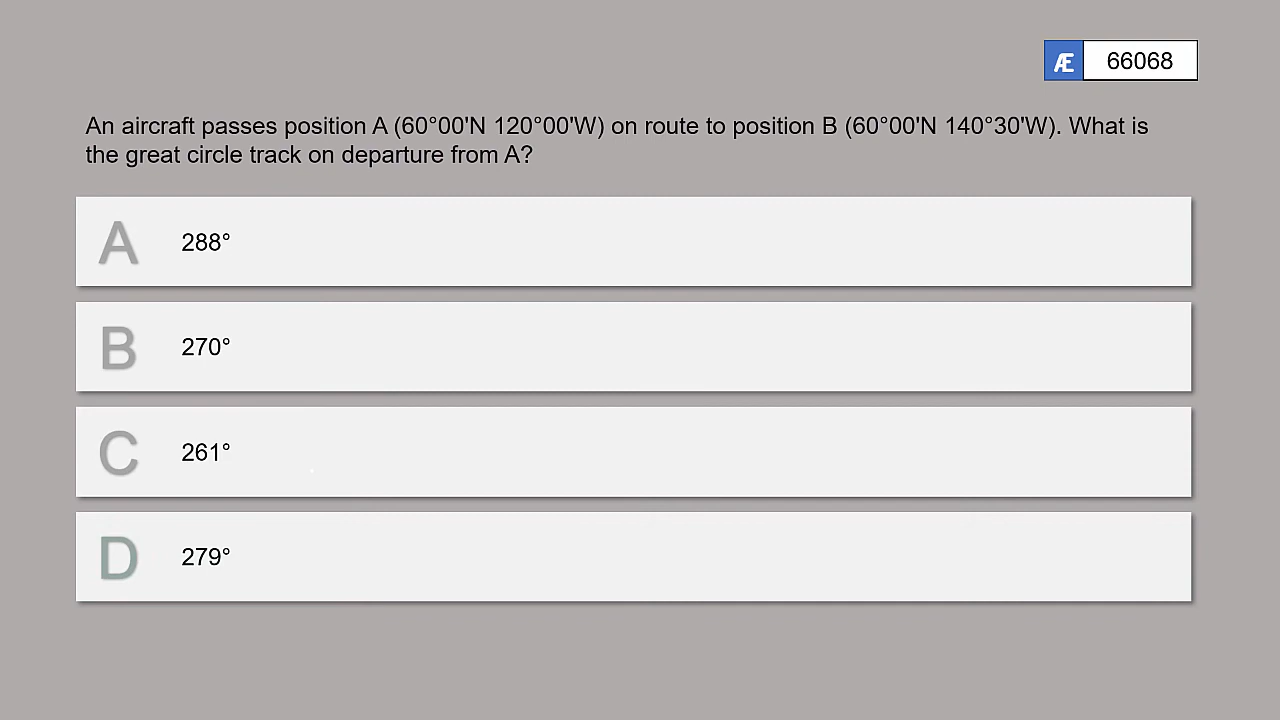 Æ 66068
An aircraft passes position A (60°00'N 120°00'W) on route to position B (60°00'N 140°30'W). What is
the great circle track on departure from A?
A 288°
B 270°
C 261°
D 279°